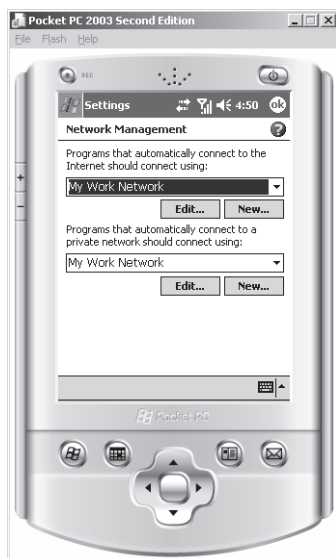 Pocket PC 2003 Second Edition
File Flash Help
REC
Settings 4:50 ok
Network Management ?
Programs that automatically connect to the
Internet should connect using:
My Work Network
Edit... New...
Programs that automatically connect to a
private network should connect using:
My Work Network
Edit... New...
Pocket PC